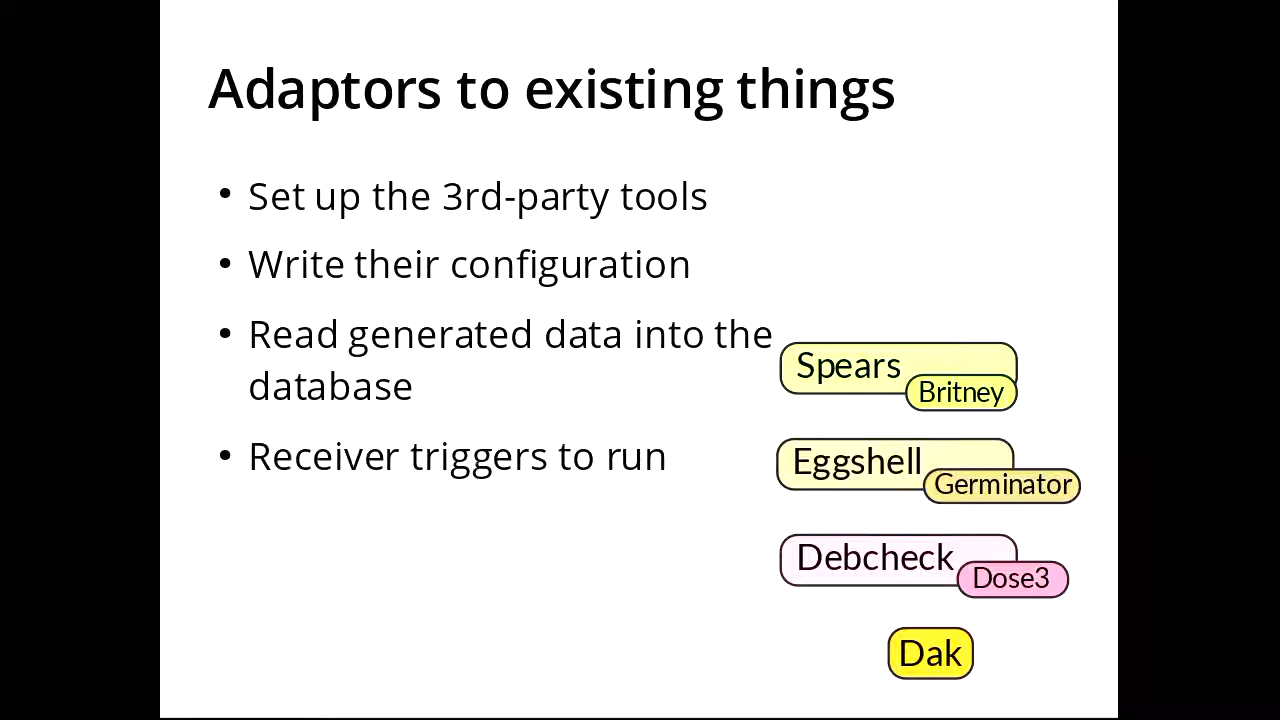 Adaptors to existing things
• Set up the 3rd-party tools
• Write their configuration
• Read generated data into the
database
• Receiver triggers to run
Spears
Britney
Eggshell
Germinator
Debcheck
Dose3
Dak